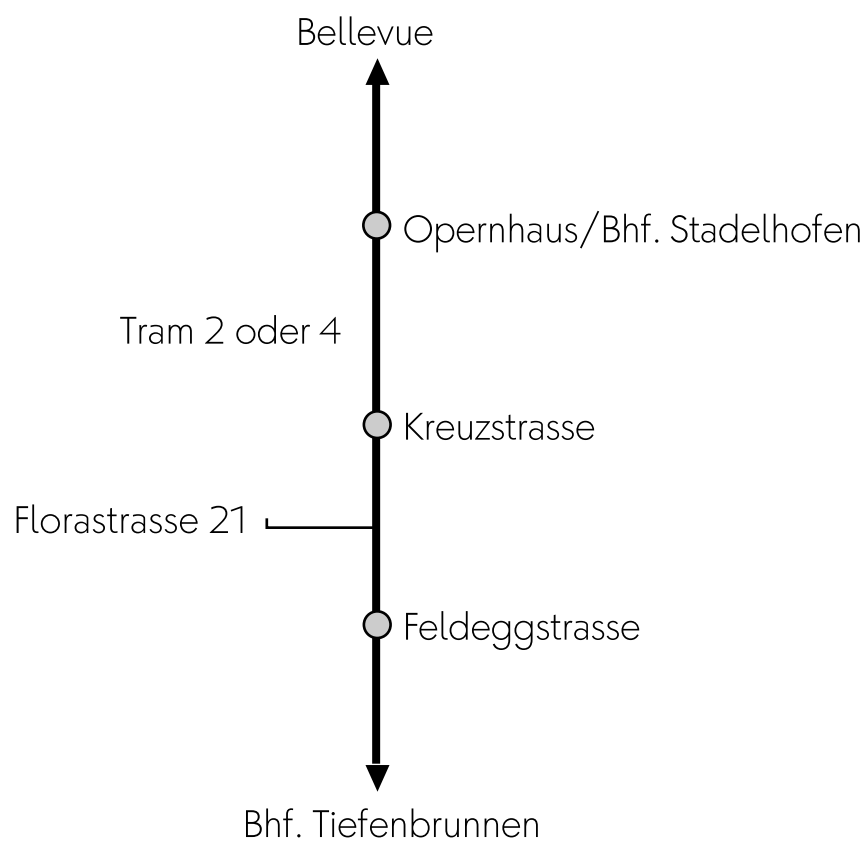 Bellevue
Opernhaus/Bhf. Stadelhofen
Tram 2 oder 4
Kreuzstrasse
Florastrasse 21
Feldeggstrasse
Bhf. Tiefenbrunnen